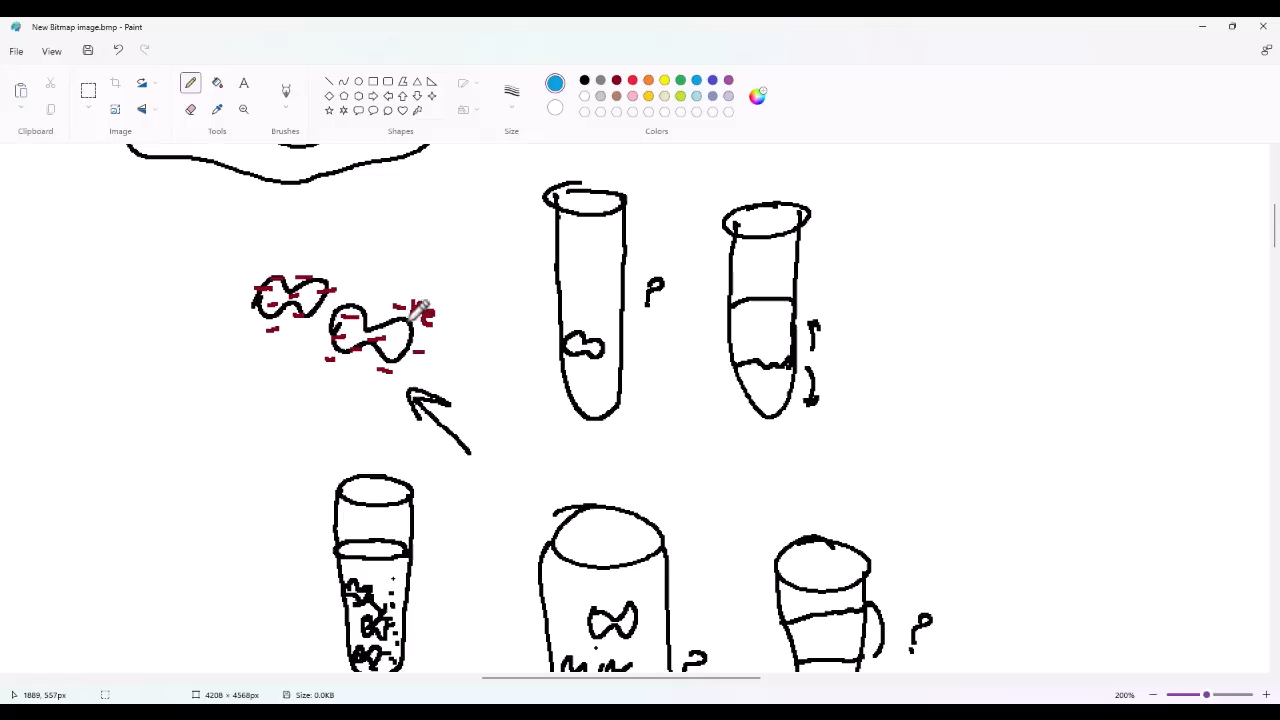 New Bitmap image.bmp - Paint
File View
Clipboard Image Tools Brushes Shapes Size Colors
?
?
?
1889, 557px 4208 × 4568px Size: 0.0KB 200%